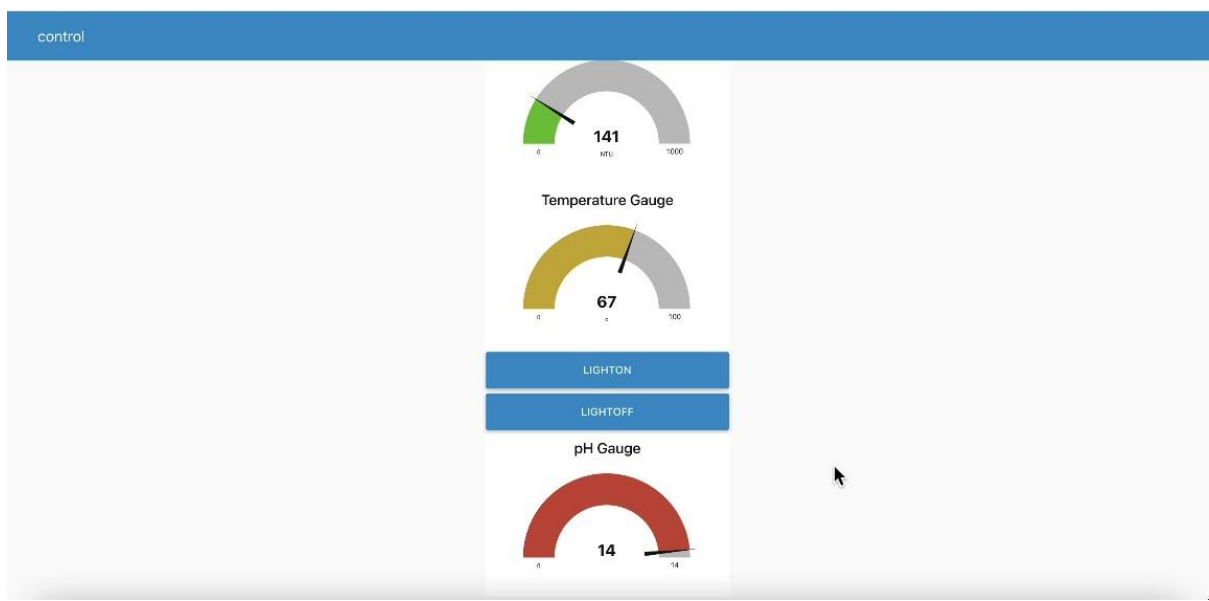 control
141
NTU
0 1000
Temperature Gauge
67
c
0 100
LIGHTON
LIGHTOFF
pH Gauge
14
0 14